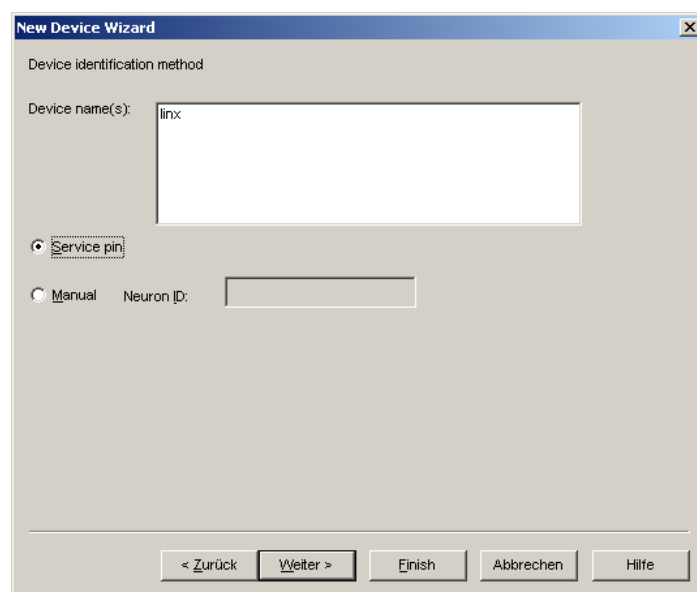 New Device Wizard
Device identification method
Device name(s):
linx
Service pin
Manual Neuron ID:
< Zurück Weiter > Finish Abbrechen Hilfe